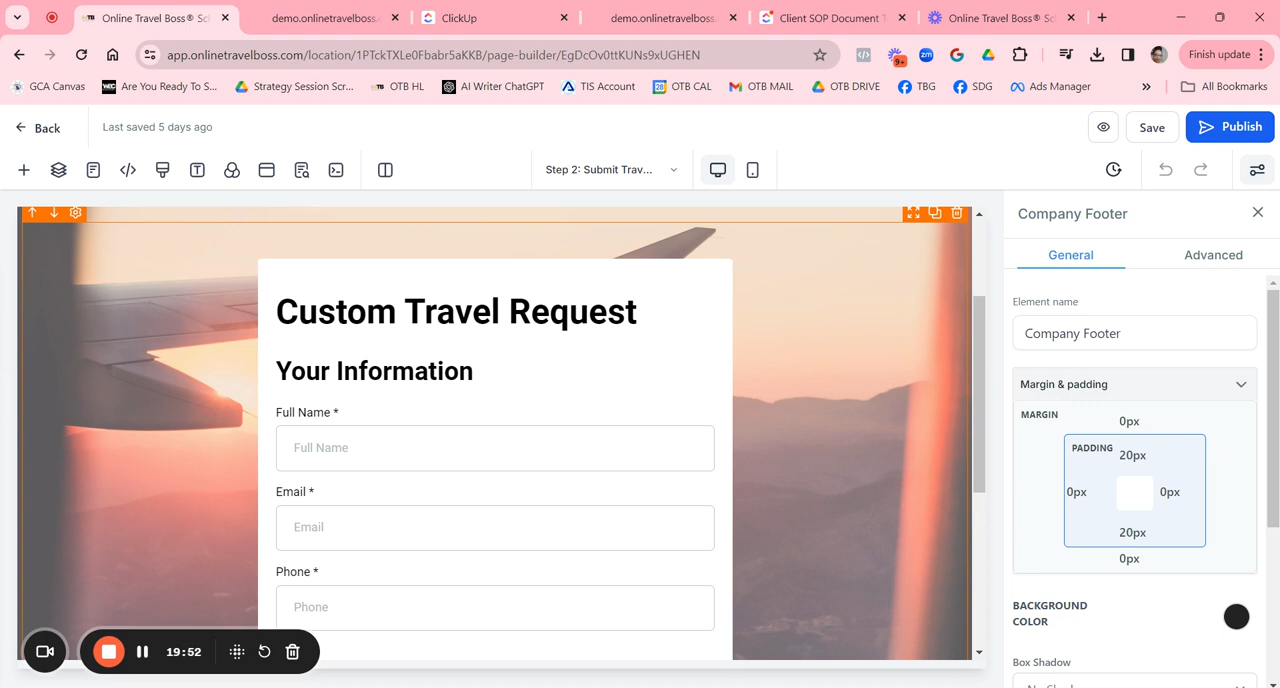 Online Travel Boss® Sc
demo.onlinetravelboss.
ClickUp
demo.onlinetravelboss.
Client SOP Document T
Online Travel Boss® Sc
app.onlinetravelboss.com/location/1PTckTXLe0Fbabr5aKKB/page-builder/EgDcOv0ttKUNs9xUGHEN
9+
zm
Finish update
GCA Canvas
Are You Ready To S...
Strategy Session Scr...
OTB HL
AI Writer ChatGPT
TIS Account
OTB CAL
OTB MAIL
OTB DRIVE
TBG
SDG
Ads Manager
All Bookmarks
Back
Last saved 5 days ago
Save
Publish
Step 2: Submit Trav...
Company Footer
General
Advanced
Element name
Company Footer
Margin & padding
MARGIN
0px
PADDING
20px
0px
0px
20px
0px
BACKGROUND
COLOR
Box Shadow
No Shadow
Custom Travel Request
Your Information
Full Name *
Full Name
Email *
Email
Phone *
Phone
19:52